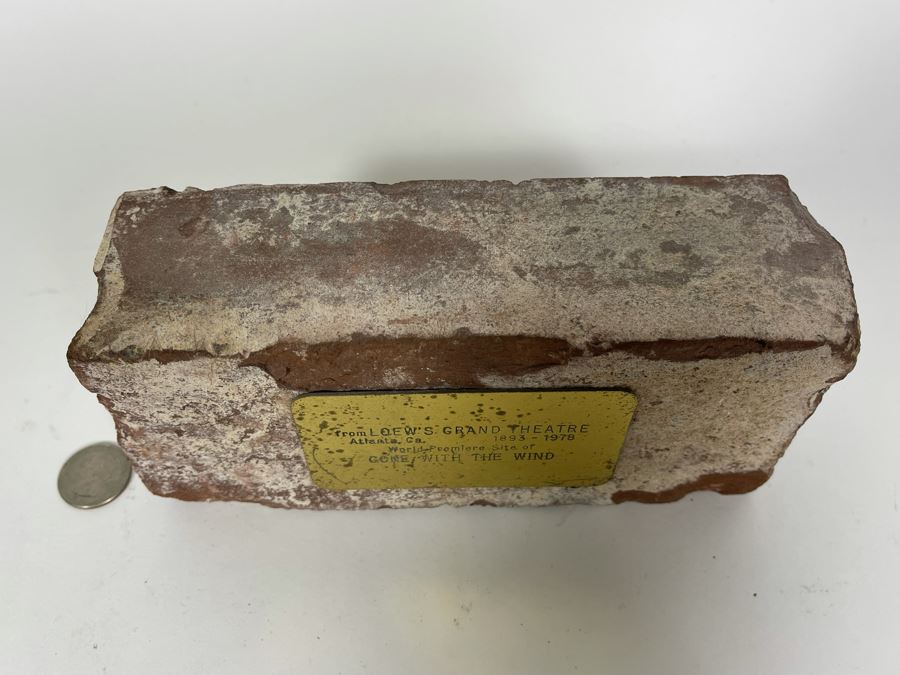 from LOEW'S GRAND THEATRE
Atlanta, Ga. 1893 - 1978
World Premiere Site of
GONE WITH THE WIND